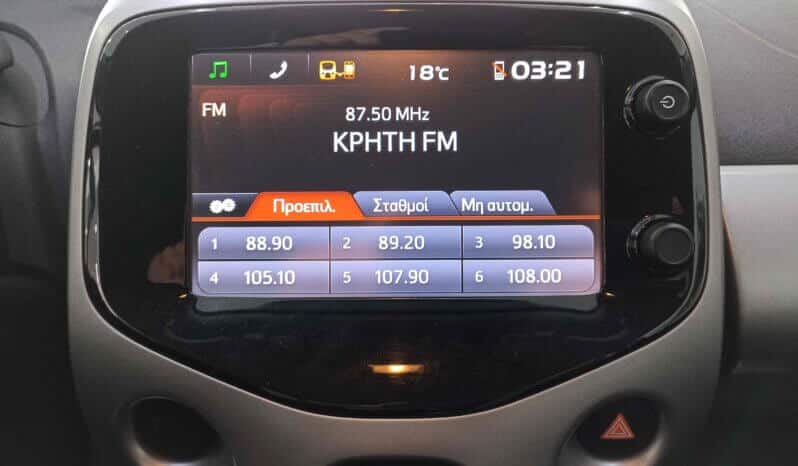 18°C 03:21
FM 87.50 MHz
ΚΡΗΤΗ FM
Προεπιλ. Σταθμοί Μη αυτομ.
1 88.90 2 89.20 3 98.10
4 105.10 5 107.90 6 108.00